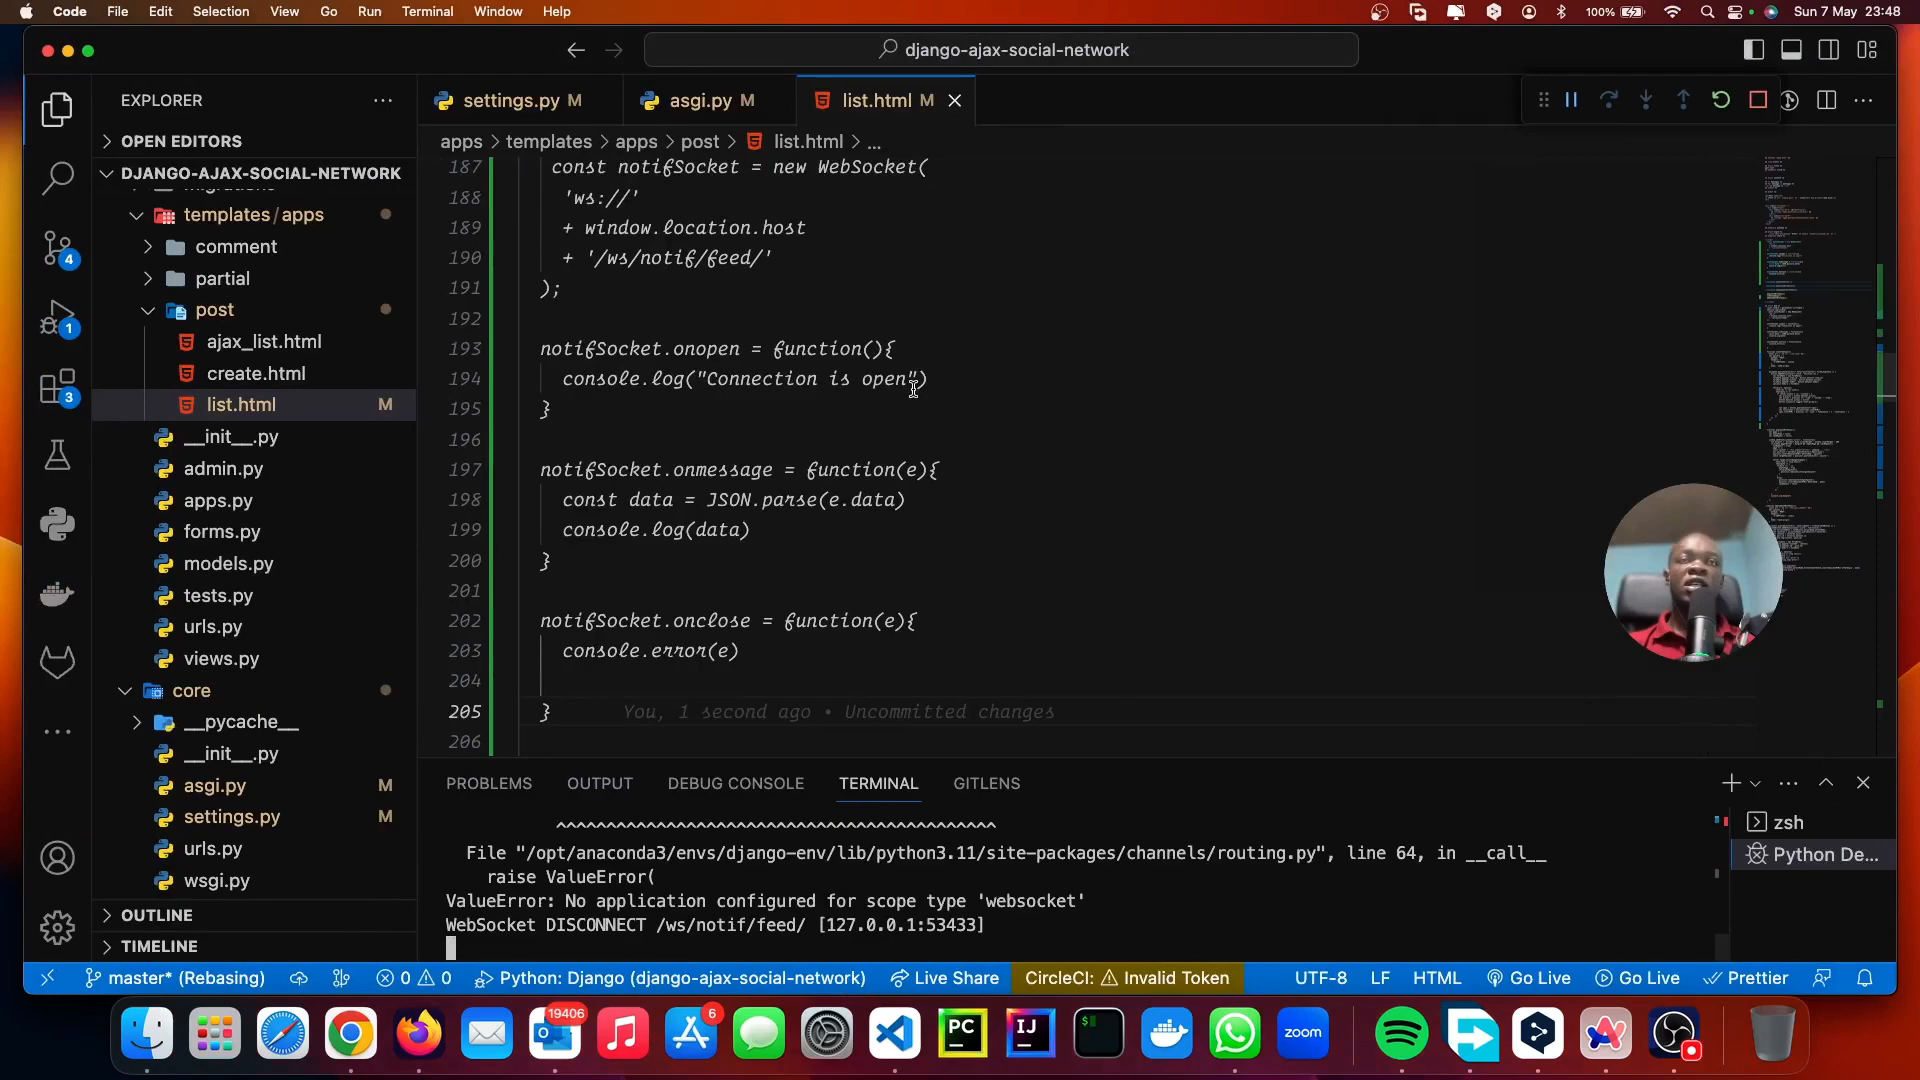 Code File Edit Selection View Go Run Terminal Window Help 100% Sun 7 May 23:48
django-ajax-social-network
EXPLORER
OPEN EDITORS
DJANGO-AJAX-SOCIAL-NETWORK
migrations
templates / apps
comment
partial
post
ajax_list.html
create.html
list.html M
__init__.py
admin.py
apps.py
forms.py
models.py
tests.py
urls.py
views.py
core
__pycache__
__init__.py
asgi.py M
settings.py M
urls.py
wsgi.py
OUTLINE
TIMELINE
4
1
3
settings.py M asgi.py M list.html M
apps > templates > apps > post > list.html > ...
187 const notifSocket = new WebSocket(
188 'ws://'
189 + window.location.host
190 + '/ws/notif/feed/'
191 );
192
193 notifSocket.onopen = function(){
194 console.log("Connection is open")
195 }
196
197 notifSocket.onmessage = function(e){
198 const data = JSON.parse(e.data)
199 console.log(data)
200 }
201
202 notifSocket.onclose = function(e){
203 console.error(e)
204
205 } You, 1 second ago • Uncommitted changes
206
PROBLEMS OUTPUT DEBUG CONSOLE TERMINAL GITLENS
^^^^^^^^^^^^^^^^^^^^^^^^^^^^^^^^^^^^^^^^
File "/opt/anaconda3/envs/django-env/lib/python3.11/site-packages/channels/routing.py", line 64, in __call__
raise ValueError(
ValueError: No application configured for scope type 'websocket'
WebSocket DISCONNECT /ws/notif/feed/ [127.0.0.1:53433]
zsh
Python De...
master* (Rebasing) 0 0 Python: Django (django-ajax-social-network) Live Share CircleCI: Invalid Token UTF-8 LF HTML Go Live Go Live Prettier
19406
6
PC
IJ
zoom